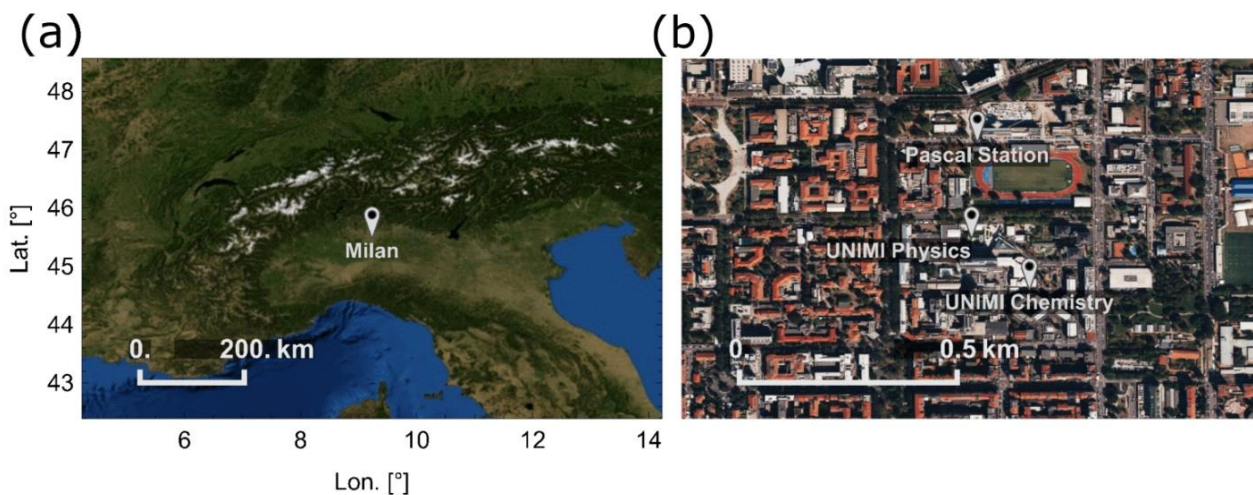 (a)
(b)
48
47
46
45
44
43
Lat. [°]
Milan
0. 200. km
6 8 10 12 14
Lon. [°]
Pascal Station
UNIMI Physics
UNIMI Chemistry
0. 0.5 km